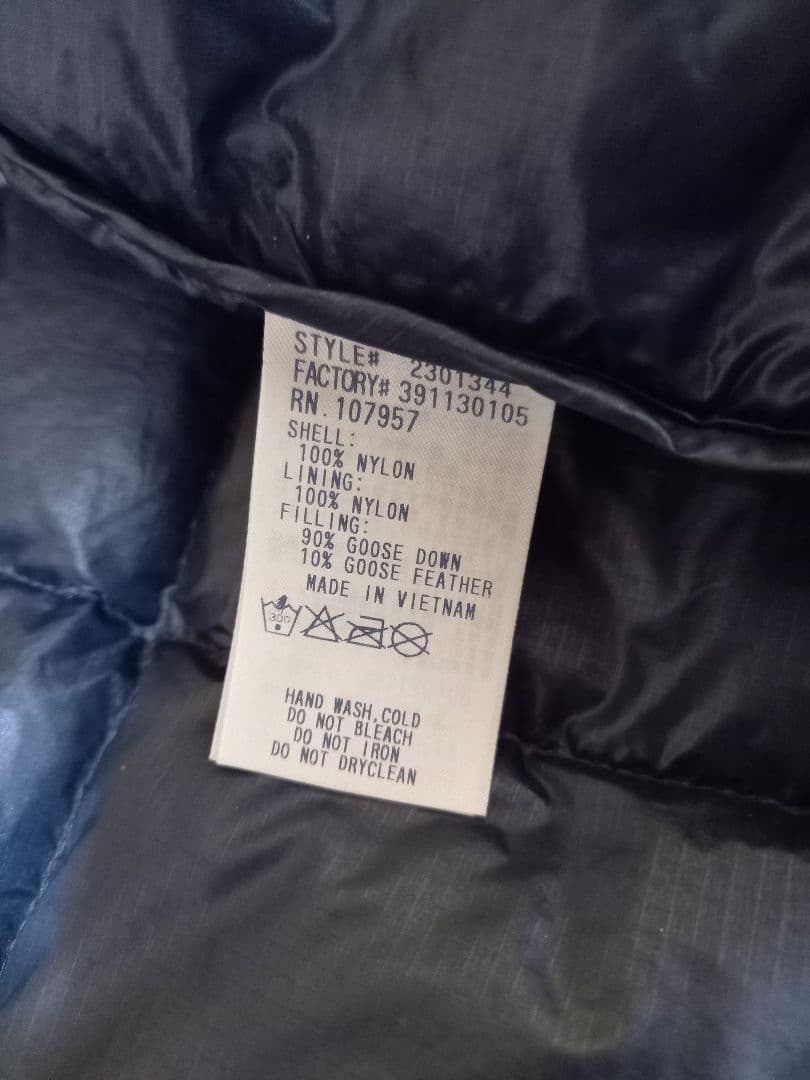 STYLE# 2301344
FACTORY# 391130105
RN. 107957
SHELL:
100% NYLON
LINING:
100% NYLON
FILLING:
90% GOOSE DOWN
10% GOOSE FEATHER
MADE IN VIETNAM
300
HAND WASH,COLD
DO NOT BLEACH
DO NOT IRON
DO NOT DRYCLEAN